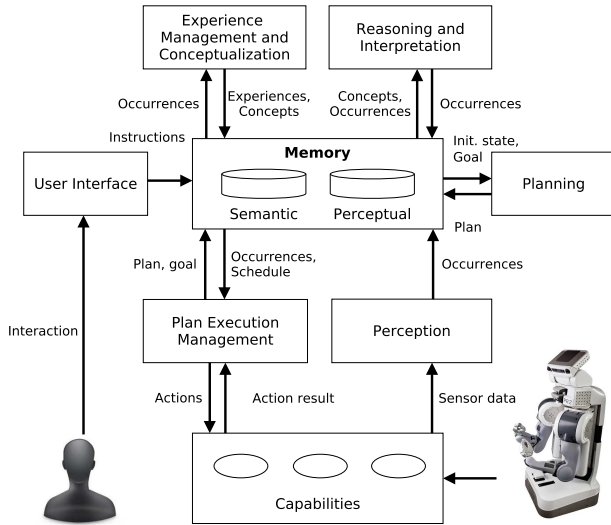 Experience
Management and
Conceptualization
Reasoning and
Interpretation
Occurrences
Experiences,
Concepts
Concepts,
Occurrences
Occurrences
Instructions
Memory
Init. state,
Goal
User Interface
Semantic
Perceptual
Planning
Plan
Plan, goal
Occurrences,
Schedule
Occurrences
Interaction
Plan Execution
Management
Perception
Actions
Action result
Sensor data
Capabilities